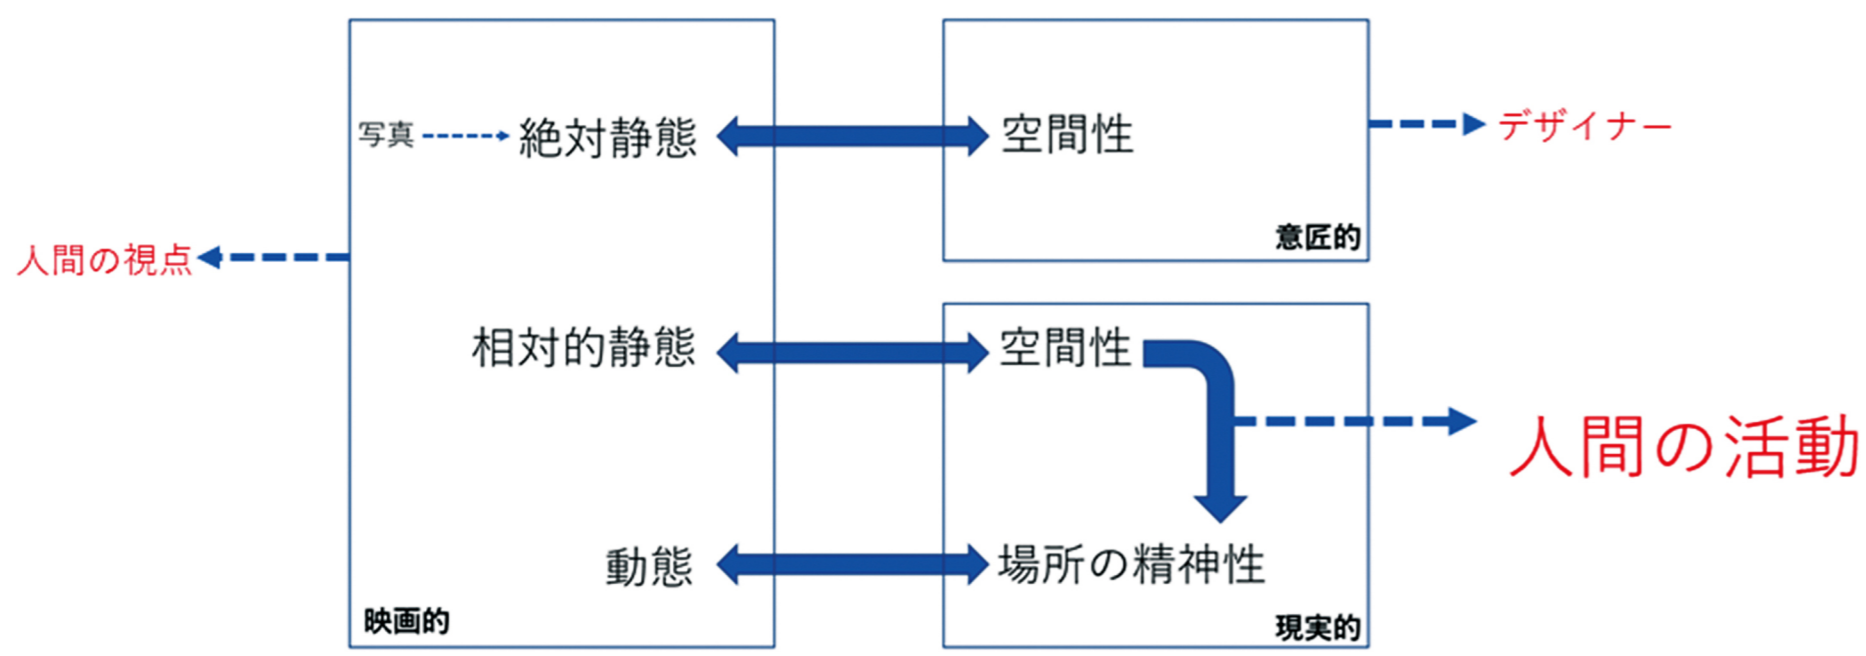 写真
絶対静態
空間性
デザイナー
意匠的
人間の視点
相対的静態
空間性
人間の活動
動態
場所の精神性
映画的
現実的